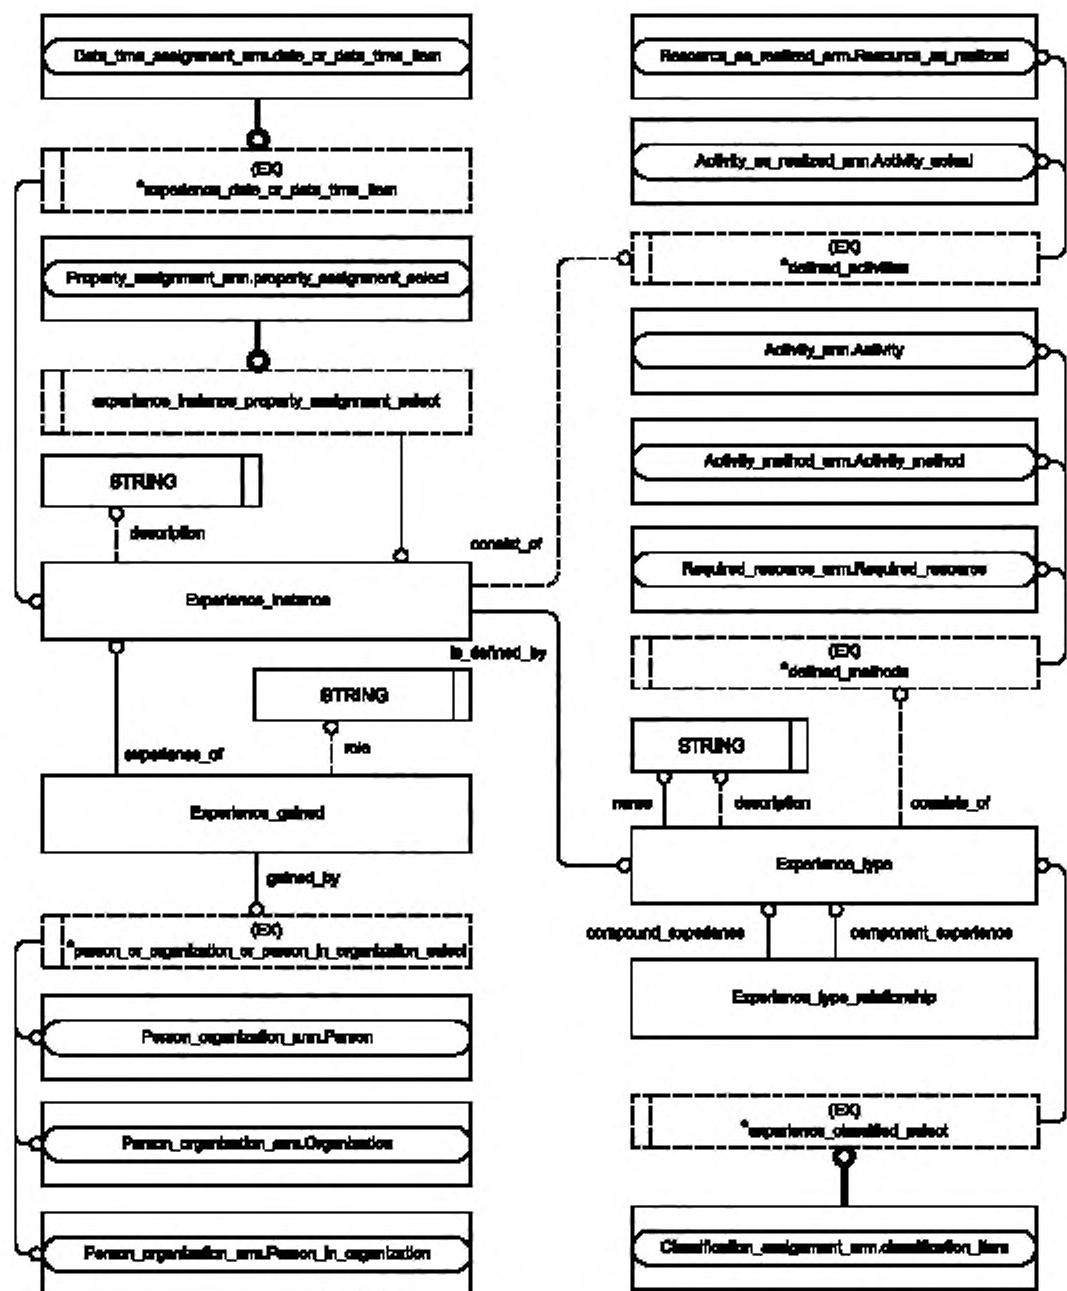 Date_time_assignment_arm.date_or_date_time_item
(EX)
*experience_date_or_date_time_item
Property_assignment_arm.property_assignment_select
experience_instance_property_assignment_select
STRING
description
Experience_instance
consist_of
is_defined_by
STRING
role
experience_of
Experience_gained
gained_by
(EX)
*person_or_organization_or_person_in_organization_select
Person_organization_arm.Person
Person_organization_arm.Organization
Person_organization_arm.Person_in_organization
Resource_as_realized_arm.Resource_as_realized
Activity_as_realized_arm.Activity_actual
(EX)
*defined_activities
Activity_arm.Activity
Activity_method_arm.Activity_method
Required_resource_arm.Required_resource
(EX)
*defined_methods
STRING
name
description
consists_of
Experience_type
compound_experience
component_experience
Experience_type_relationship
(EX)
*experience_classified_select
Classification_assignment_arm.classification_item